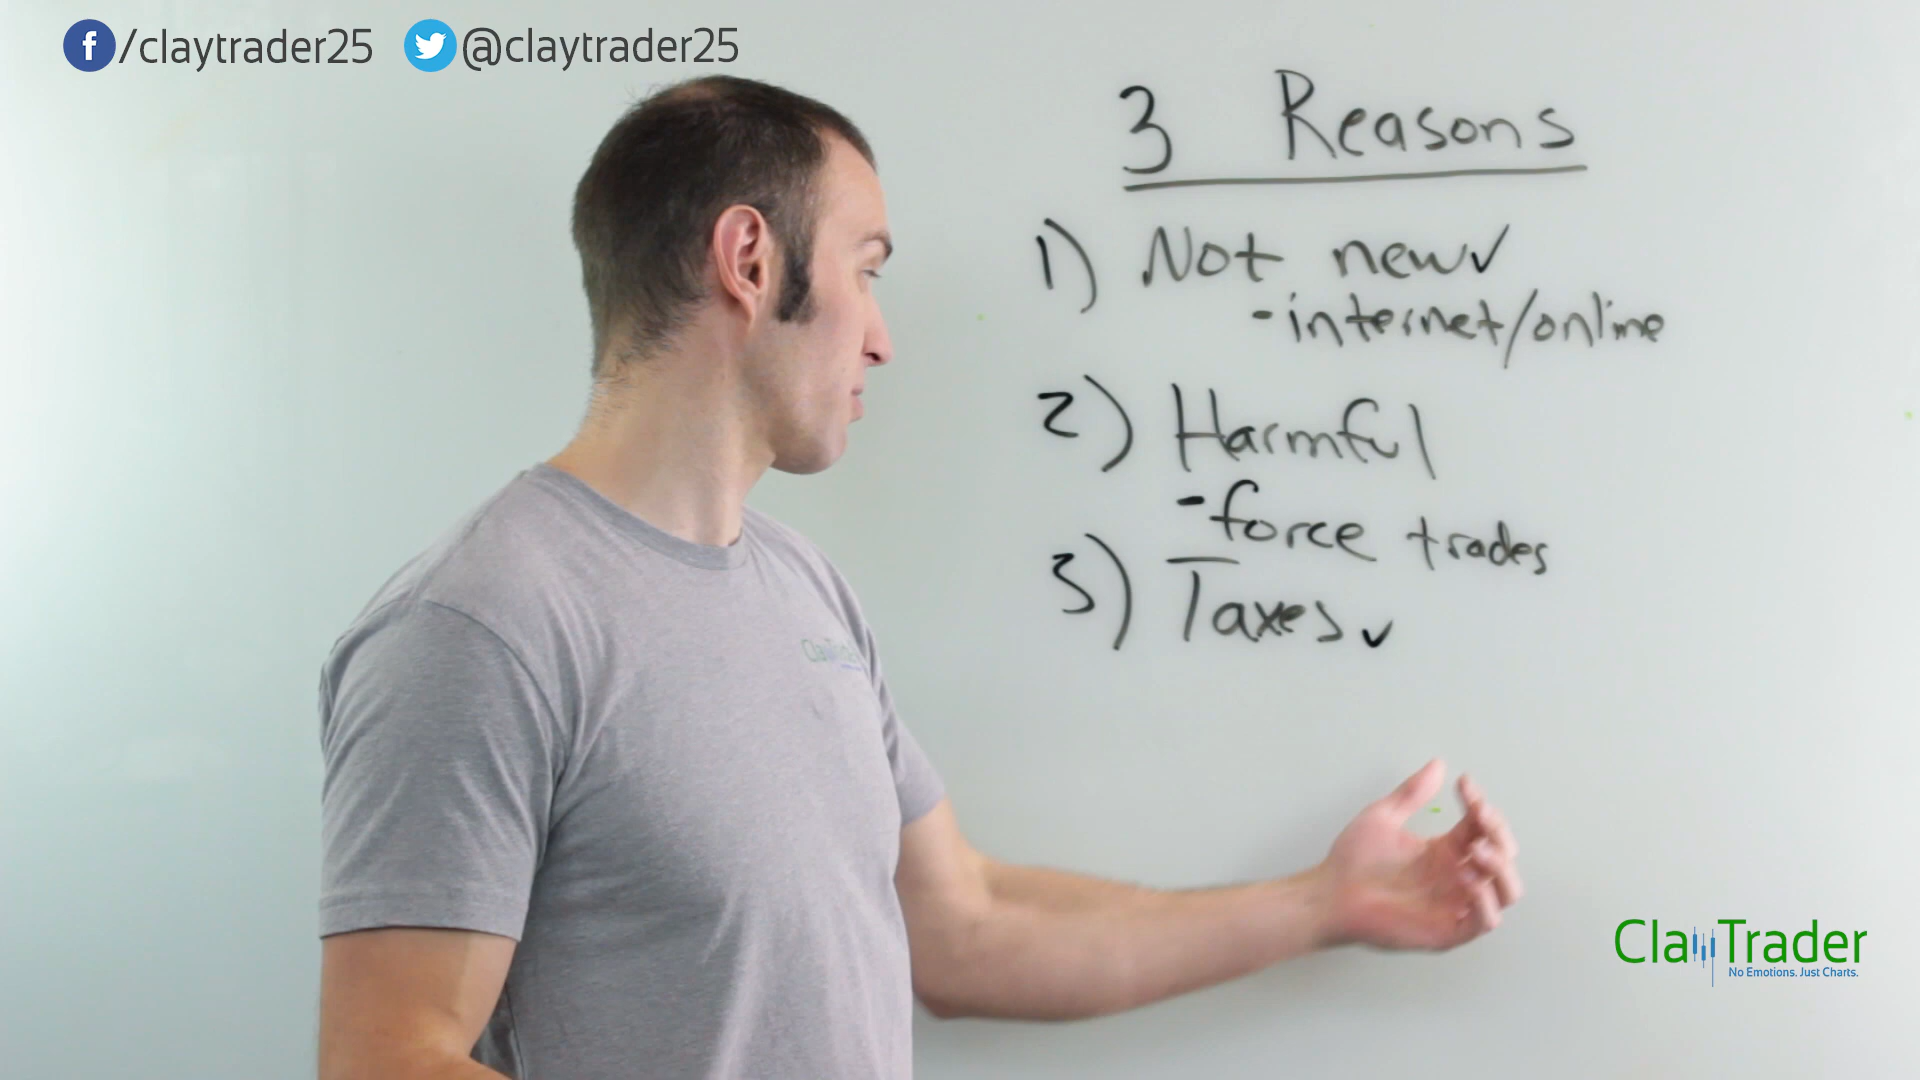 /claytrader25 @claytrader25
3 Reasons
1) Not new✓
-internet/online
2) Harmful
-force trades
3) Taxes ✓
ClayTrader
ClayTrader
No Emotions. Just Charts.